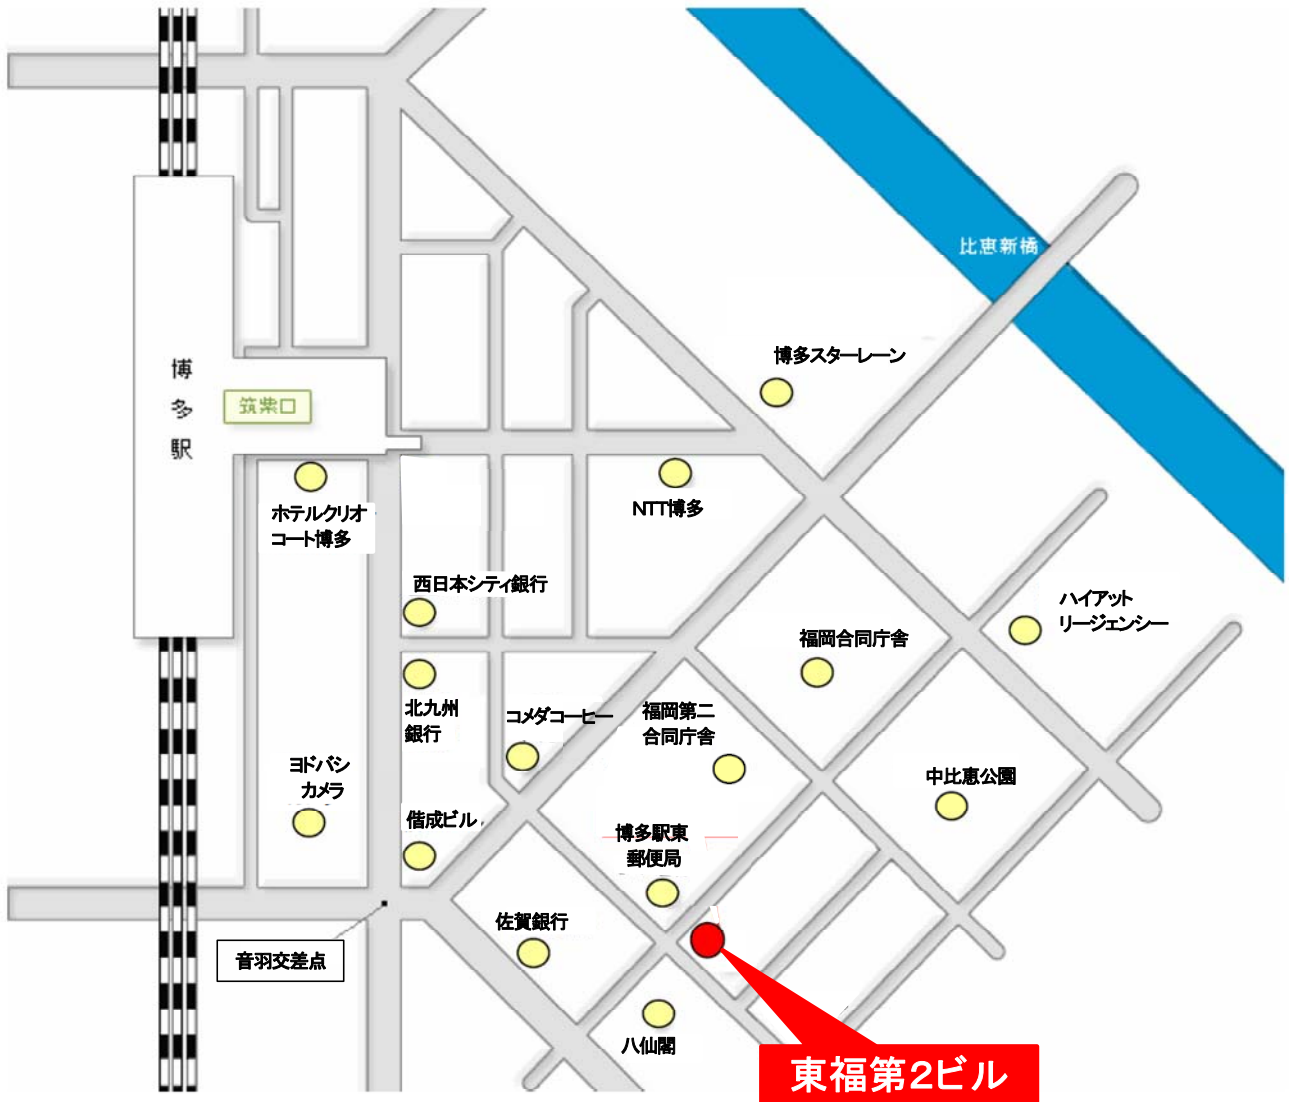 比恵新橋
博多スターレーン
博
多
駅
筑紫口
ホテルクリオ
コート博多
NTT博多
西日本シティ銀行
ハイアット
リージェンシー
福岡合同庁舎
北九州
銀行
コメダコーヒー
福岡第二
合同庁舎
ヨドバシ
カメラ
中比恵公園
偕成ビル
博多駅東
郵便局
佐賀銀行
音羽交差点
八仙閣
東福第2ビル